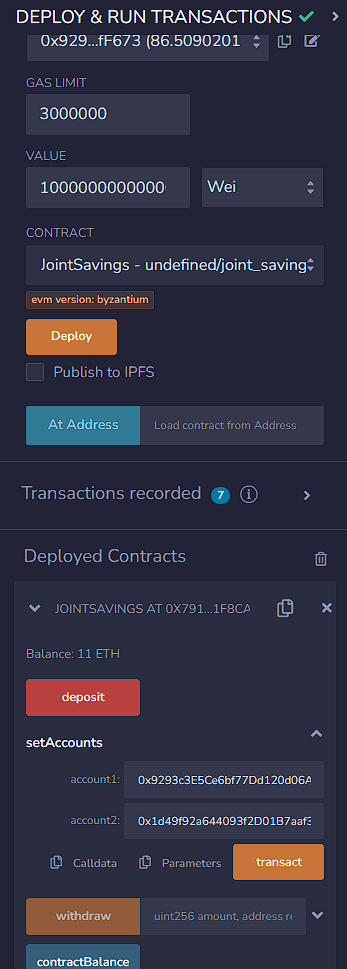 DEPLOY & RUN TRANSACTIONS
0x929...fF673 (86.5090201
GAS LIMIT
3000000
VALUE
1000000000000 Wei
CONTRACT
JointSavings - undefined/joint_saving
evm version: byzantium
Deploy
Publish to IPFS
At Address Load contract from Address
Transactions recorded 7 i
Deployed Contracts
JOINTSAVINGS AT 0X791...1F8CA
Balance: 11 ETH
deposit
setAccounts
account1: 0x9293c3E5Ce6bf77Dd120d06A
account2: 0x1d49f92a644093f2D01B7aaf3
Calldata Parameters transact
withdraw uint256 amount, address re
contractBalance